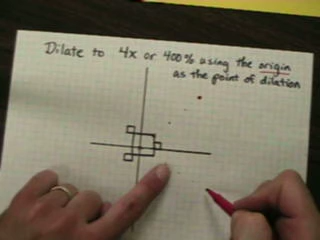 Dilate to 4x or 400% using the origin
as the point of dilation